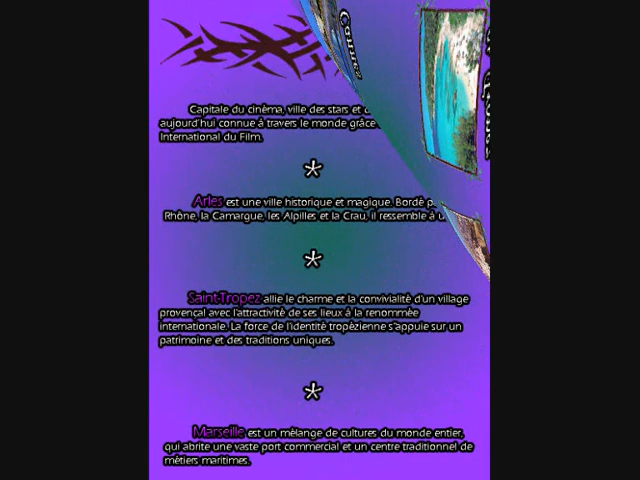 Cannes
Capitale du cinéma, ville des stars et
aujourd'hui connue à travers le monde grâce
International du Film.
*
Arles est une ville historique et magique. Bordé
Rhône, la Camargue, les Alpilles et la Crau, il ressemble à
*
Saint-Tropez allie le charme et la convivialité d'un village
provençal avec l'attractivité de ses lieux à la renommée
internationale. La force de l'identité tropézienne s'appuie sur un
patrimoine et des traditions uniques.
*
Marseille est un mélange de cultures du monde entier,
qui abrite une vaste port commercial et un centre traditionnel de
métiers maritimes.